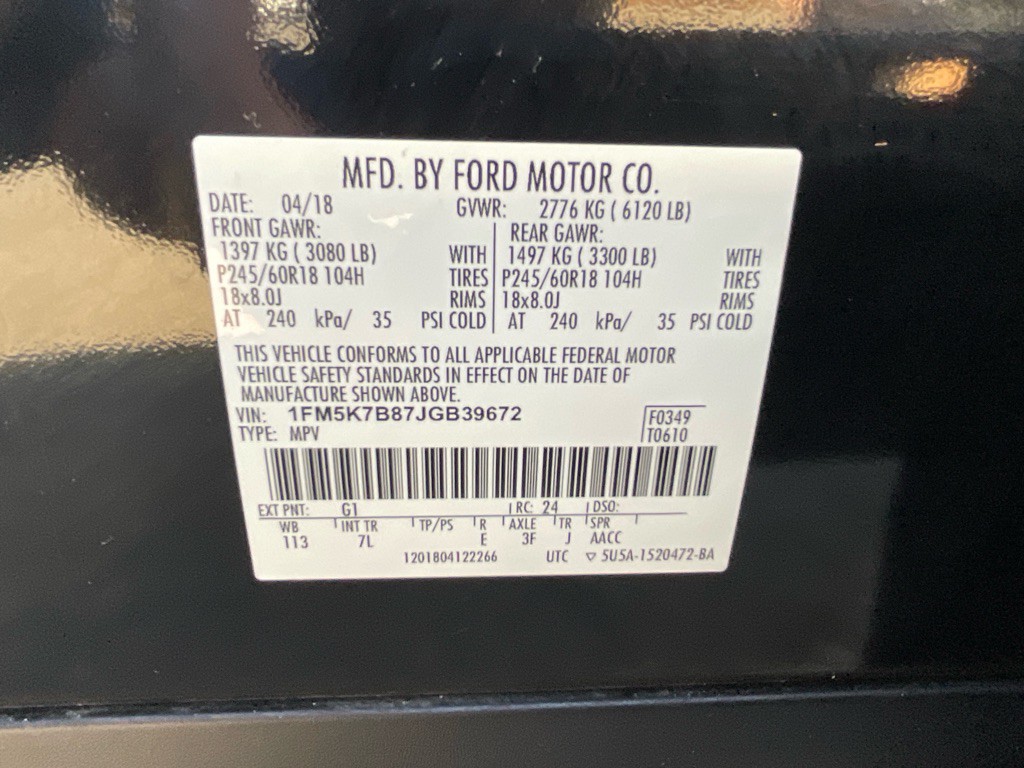 MFD. BY FORD MOTOR CO.
DATE: 04/18 GVWR: 2776 KG ( 6120 LB)
FRONT GAWR: REAR GAWR:
1397 KG ( 3080 LB) WITH 1497 KG ( 3300 LB) WITH
P245/60R18 104H TIRES P245/60R18 104H TIRES
18x8.0J RIMS 18x8.0J RIMS
AT 240 kPa/ 35 PSI COLD AT 240 kPa/ 35 PSI COLD
THIS VEHICLE CONFORMS TO ALL APPLICABLE FEDERAL MOTOR
VEHICLE SAFETY STANDARDS IN EFFECT ON THE DATE OF
MANUFACTURE SHOWN ABOVE.
VIN: 1FM5K7B87JGB39672 F0349
TYPE: MPV T0610
EXT PNT: G1 RC: 24 DSO:
WB INT TR TP/PS R AXLE TR SPR
113 7L E 3F J AACC
1201804122266 UTC ▽ 5U5A-1520472-BA